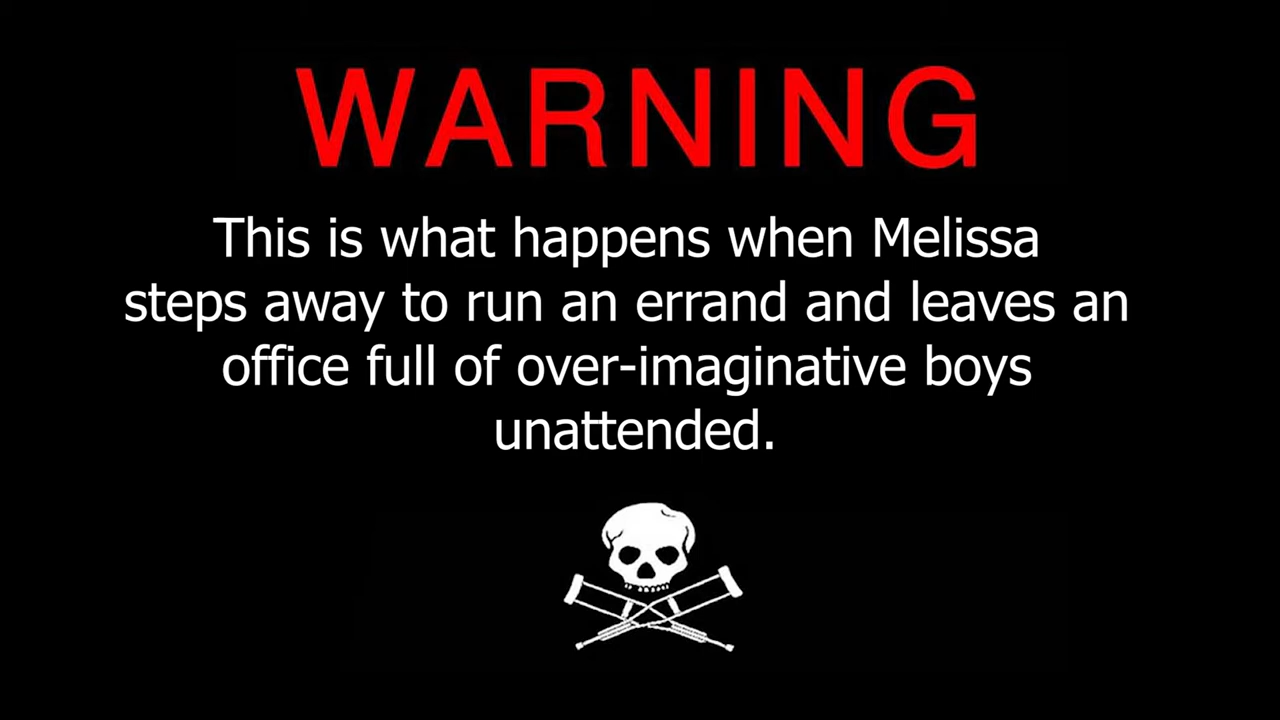 WARNING
This is what happens when Melissa
steps away to run an errand and leaves an
office full of over-imaginative boys
unattended.